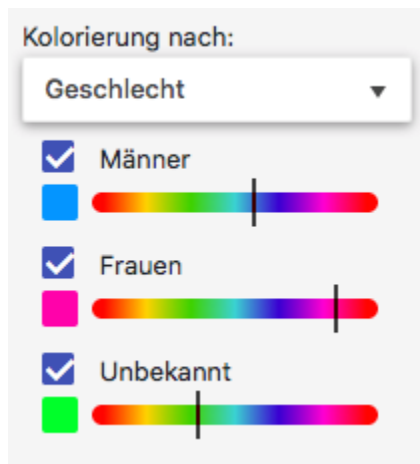 Kolorierung nach:
Geschlecht
Männer
Frauen
Unbekannt